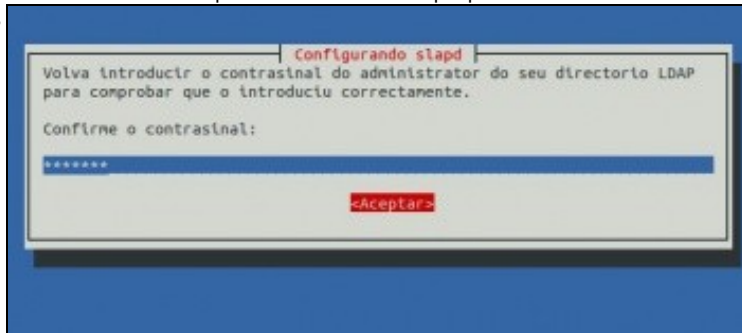 Configurando slapd
Volva introducir o contrasinal do administrator do seu directorio LDAP
para comprobar que o introduciu correctamente.
Confirme o contrasinal:
*******
<Aceptar>